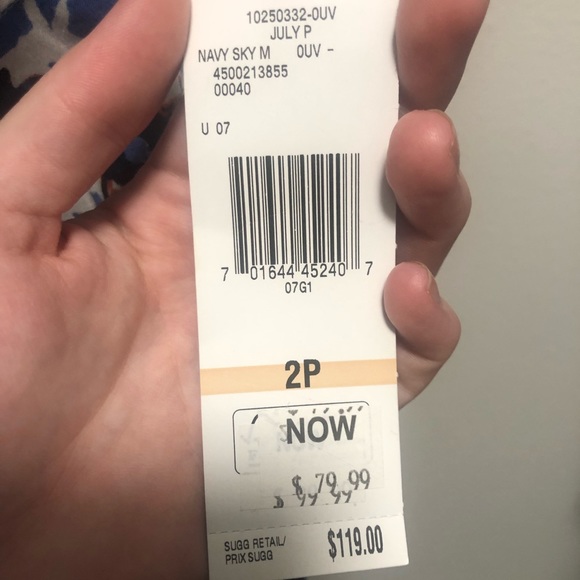 10250332-0UV
JULY P
NAVY SKY M 0UV -
4500213855
00040
U 07
7 01644 45240 7
07G1
2P
NOW
$ 79.99
SUGG RETAIL/
PRIX SUGG
$119.00